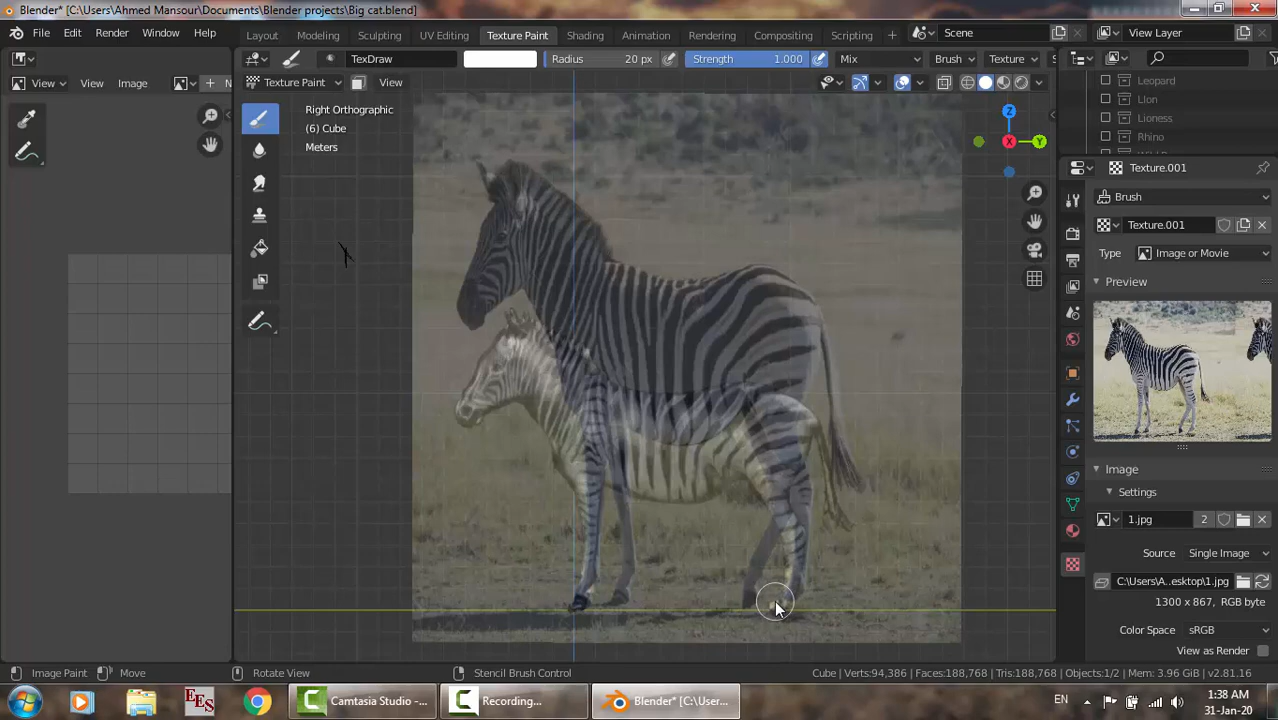 Blender* [C:\Users\Ahmed Mansour\Documents\Blender projects\Big cat.blend]
File Edit Render Window Help
Layout Modeling Sculpting UV Editing Texture Paint Shading Animation Rendering Compositing Scripting + Scene View Layer
TexDraw Radius 20 px Strength 1.000 Mix Brush Texture
View View Image + N Texture Paint View
Right Orthographic
(6) Cube
Meters
Z
X
Y
Leopard
LIon
Lioness
Rhino
Texture.001
Brush
Texture.001
Type Image or Movie
Preview
Image
Settings
1.jpg 2
Source Single Image
C:\Users\A..esktop\1.jpg
1300 x 867, RGB byte
Color Space sRGB
View as Render
Image Paint Move Rotate View Stencil Brush Control Cube | Verts:94,386 | Faces:188,768 | Tris:188,768 | Objects:1/2 | Mem: 3.96 GiB | v2.81.16
EES Camtasia Studio -... Recording... Blender* [C:\User... EN 1:38 AM
31-Jan-20